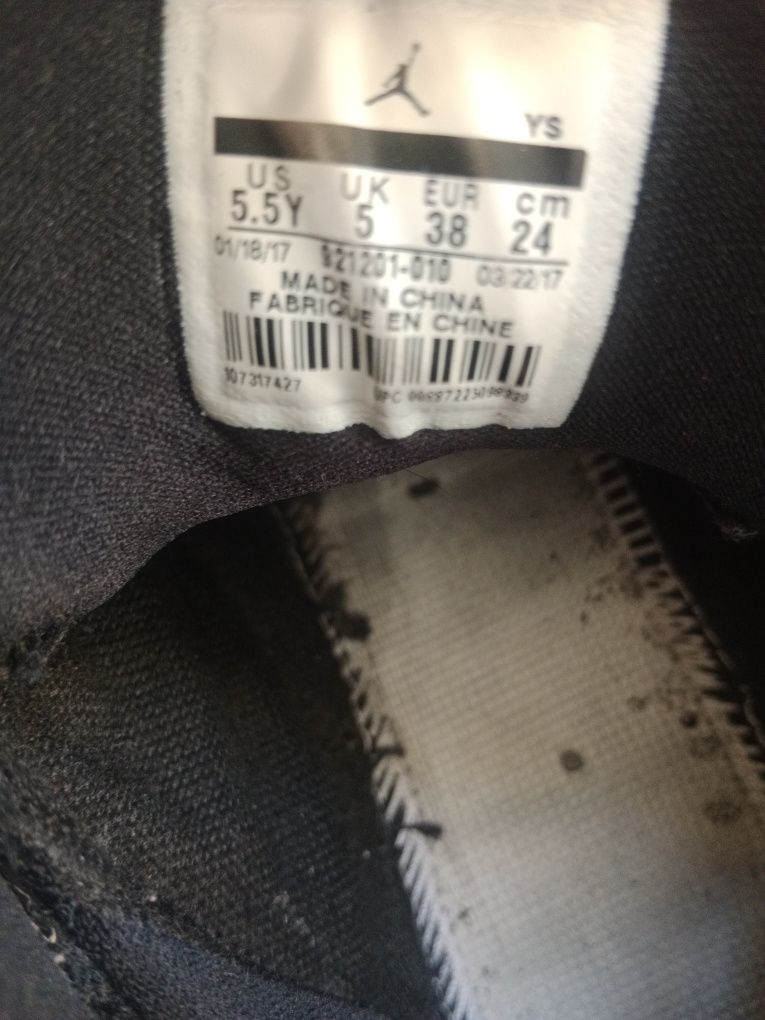 YS
US UK EUR cm
5.5Y 5 38 24
01/18/17 921201-010 03/22/17
MADE IN CHINA
FABRIQUE EN CHINE
107317427